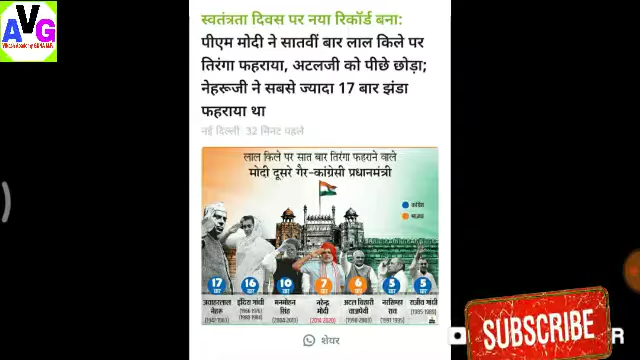 AVG
स्वतंत्रता दिवस पर नया रिकॉर्ड बना:
पीएम मोदी ने सातवीं बार लाल किले पर
तिरंगा फहराया, अटलजी को पीछे छोड़ा;
नेहरूजी ने सबसे ज्यादा 17 बार झंडा
फहराया था
नई दिल्ली 32 मिनट पहले
लाल किले पर सात बार तिरंगा फहराने वाले
मोदी दूसरे गैर-कांग्रेसी प्रधानमंत्री
कांग्रेस
भाजपा
17 बार 16 बार 10 बार 7 बार 6 बार 5 बार 5 बार
जवाहरलाल नेहरू
इंदिरा गांधी
मनमोहन सिंह
नरेन्द्र मोदी
(2014-2020)
अटल बिहारी वाजपेयी
नरसिम्हा राव
राजीव गांधी
शेयर
SUBSCRIBE
R